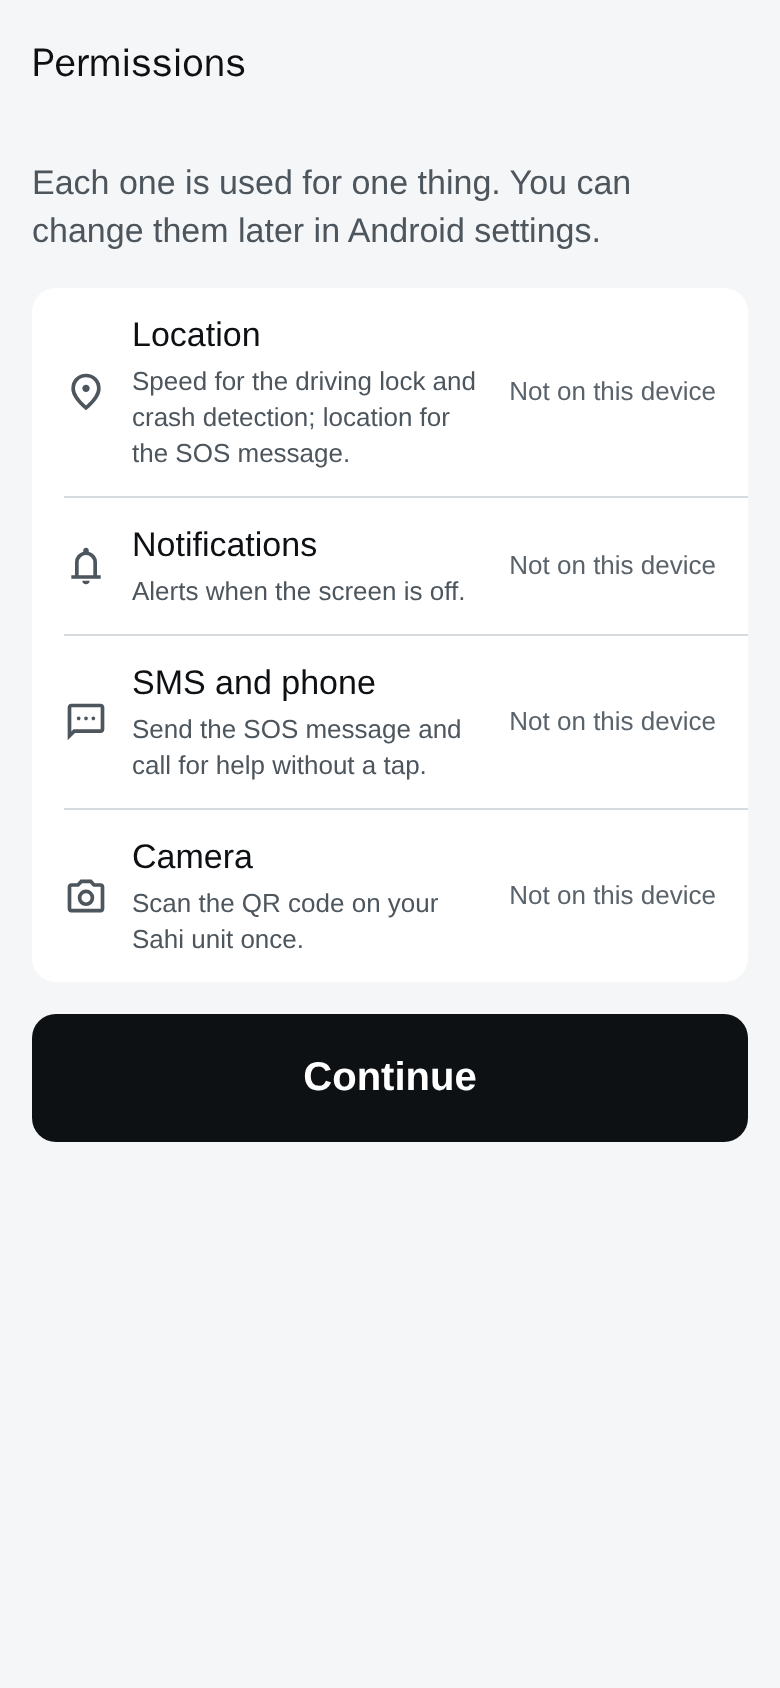 Permissions
Each one is used for one thing. You can
change them later in Android settings.
Location
Speed for the driving lock and
crash detection; location for
the SOS message.
Not on this device
Notifications
Alerts when the screen is off.
Not on this device
SMS and phone
Send the SOS message and
call for help without a tap.
Not on this device
Camera
Scan the QR code on your
Sahi unit once.
Not on this device
Continue